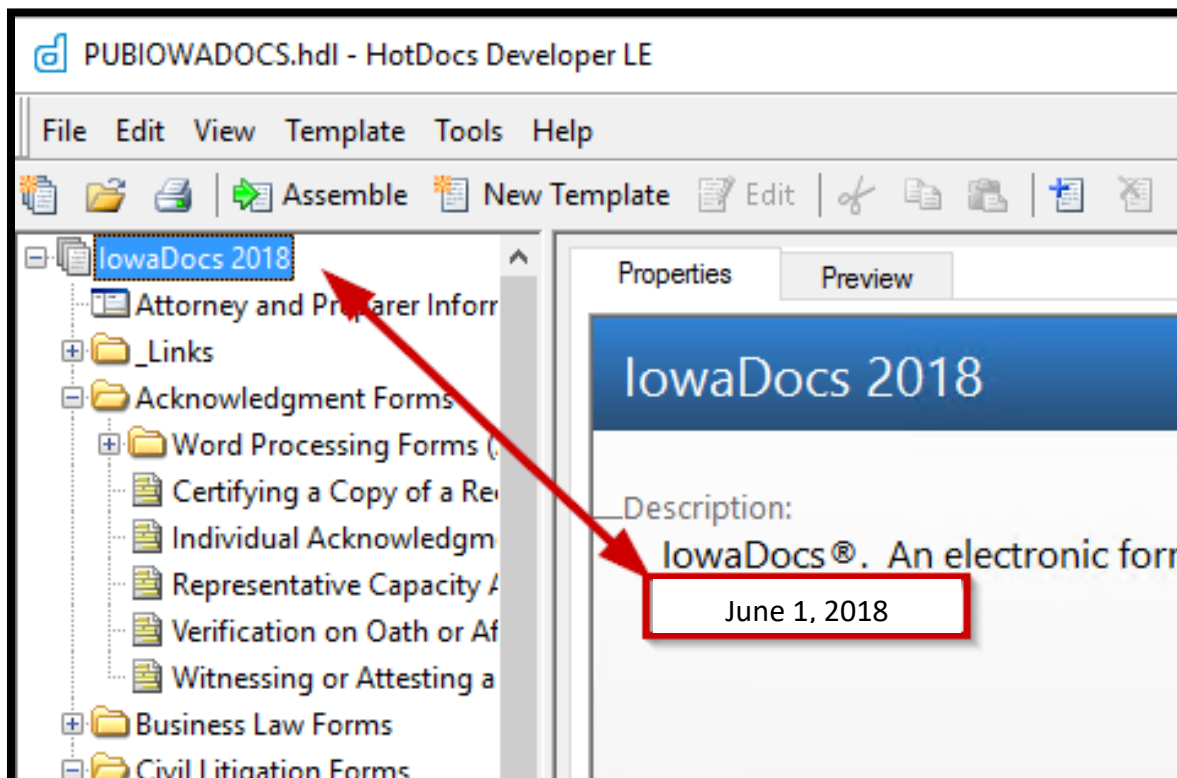 PUBIOWADOCS.hdl - HotDocs Developer LE
File Edit View Template Tools Help
Assemble New Template Edit
IowaDocs 2018
Attorney and Preparer Inforr
_Links
Acknowledgment Forms
Word Processing Forms (
Certifying a Copy of a Re
Individual Acknowledgm
Representative Capacity A
Verification on Oath or Af
Witnessing or Attesting a
Business Law Forms
Civil Litigation Forms
Properties Preview
IowaDocs 2018
Description:
IowaDocs®. An electronic for
June 1, 2018